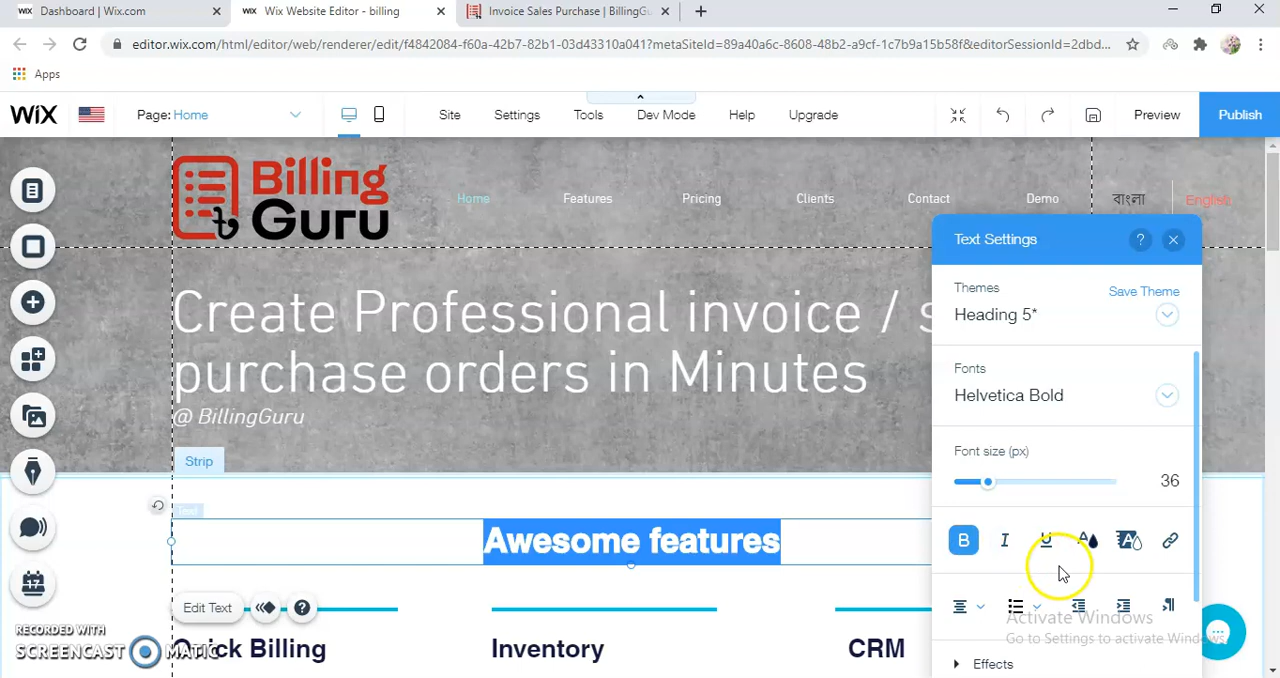 WIX Dashboard | Wix.com
WIX Wix Website Editor - billing
Invoice Sales Purchase | BillingGu
editor.wix.com/html/editor/web/renderer/edit/f4842084-f60a-42b7-82b1-03d43310a041?metaSiteId=89a40a6c-8608-48b2-a9cf-1c7b9a15b58f&editorSessionId=2dbd...
Apps
WIX
Page: Home
Site
Settings
Tools
Dev Mode
Help
Upgrade
Preview
Publish
Billing
Guru
Home
Features
Pricing
Clients
Contact
Demo
বাংলা
English
Create Professional invoice / s
purchase orders in Minutes
@ BillingGuru
Strip
Text
Awesome features
Edit Text
Quick Billing
Inventory
CRM
Text Settings
?
Themes
Save Theme
Heading 5*
Fonts
Helvetica Bold
Font size (px)
36
B I U A A
Effects
Activate Windows
Go to Settings to activate Windows.
17
RECORDED WITH
SCREENCAST MATIC